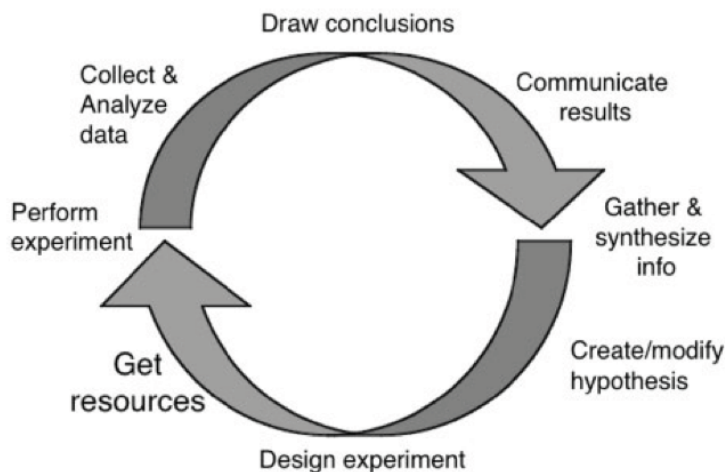 Draw conclusions
Collect &
Analyze
data
Communicate
results
Perform
experiment
Gather &
synthesize
info
Get
resources
Create/modify
hypothesis
Design experiment